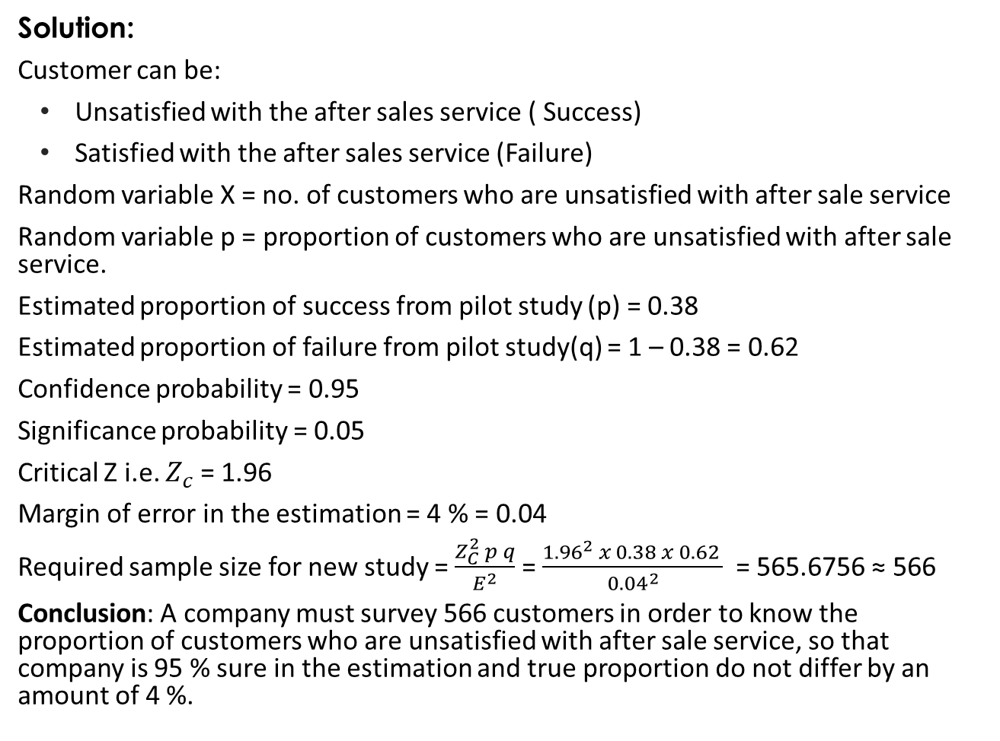 Solution:
Customer can be:
• Unsatisfied with the after sales service ( Success)
• Satisfied with the after sales service (Failure)
Random variable X = no. of customers who are unsatisfied with after sale service
Random variable p = proportion of customers who are unsatisfied with after sale
service.
Estimated proportion of success from pilot study (p) = 0.38
Estimated proportion of failure from pilot study(q) = 1 – 0.38 = 0.62
Confidence probability = 0.95
Significance probability = 0.05
Critical Z i.e. Z_c = 1.96
Margin of error in the estimation = 4 % = 0.04
Required sample size for new study = \frac{Z_C^2 p q}{E^2} = \frac{1.96^2 x 0.38 x 0.62}{0.04^2} = 565.6756 ≈ 566
Conclusion: A company must survey 566 customers in order to know the
proportion of customers who are unsatisfied with after sale service, so that
company is 95 % sure in the estimation and true proportion do not differ by an
amount of 4 %.